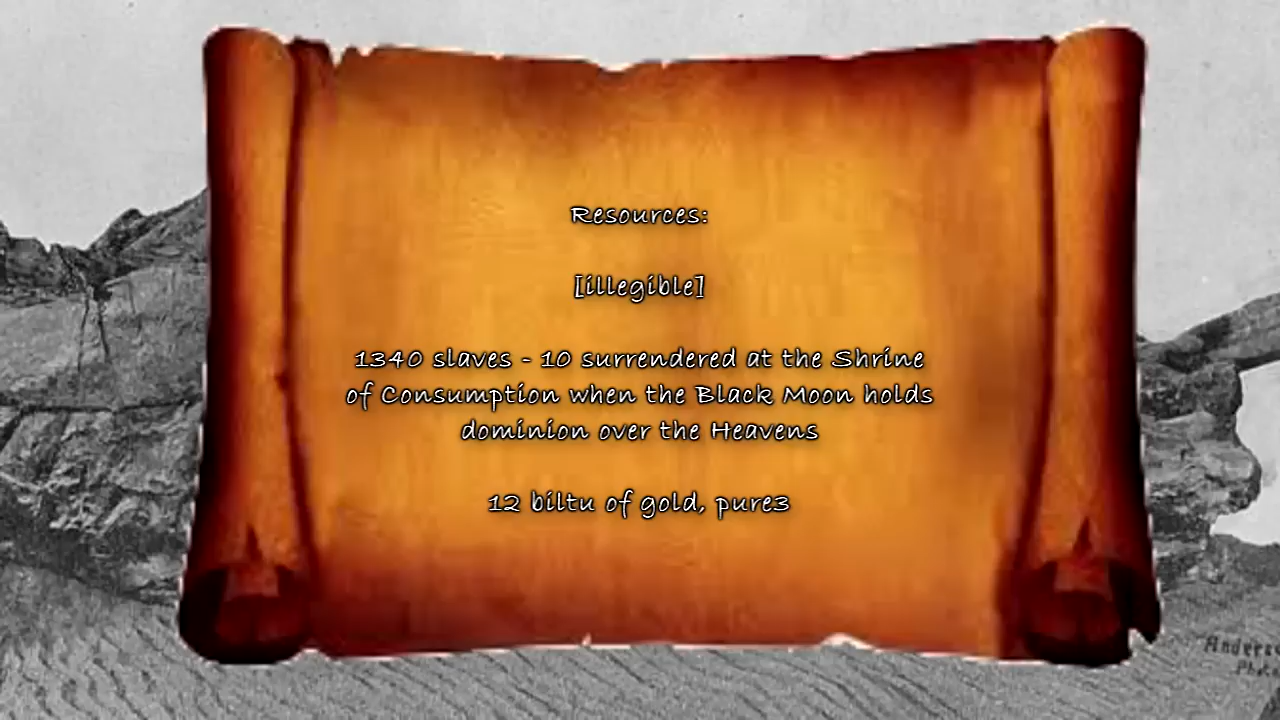 Resources:
[illegible]
1340 slaves - 10 surrendered at the Shrine
of Consumption when the Black Moon holds
dominion over the Heavens
12 biltu of gold, pure3